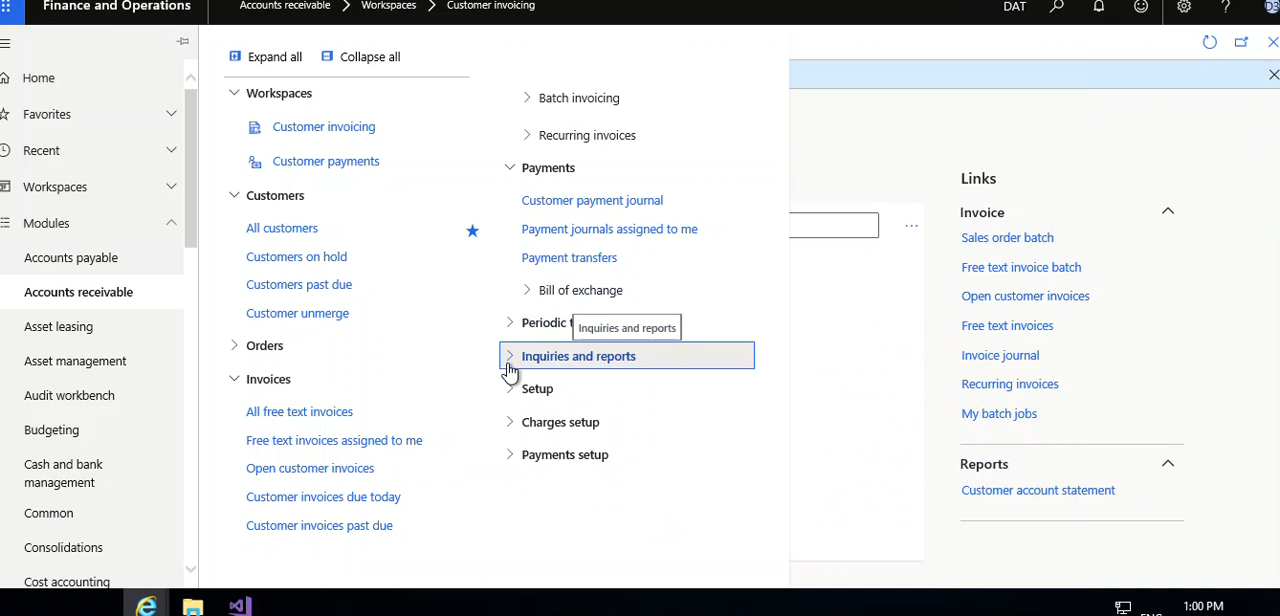 Finance and Operations
Accounts receivable
Workspaces
Customer invoicing
DAT
Expand all
Collapse all
Home
Favorites
Recent
Workspaces
Modules
Accounts payable
Accounts receivable
Asset leasing
Asset management
Audit workbench
Budgeting
Cash and bank
management
Common
Consolidations
Cost accounting
Workspaces
Customer invoicing
Customer payments
Customers
All customers
Customers on hold
Customers past due
Customer unmerge
Orders
Invoices
All free text invoices
Free text invoices assigned to me
Open customer invoices
Customer invoices due today
Customer invoices past due
Batch invoicing
Recurring invoices
Payments
Customer payment journal
Payment journals assigned to me
Payment transfers
Bill of exchange
Periodic t
Inquiries and reports
Inquiries and reports
Setup
Charges setup
Payments setup
Links
Invoice
Sales order batch
Free text invoice batch
Open customer invoices
Free text invoices
Invoice journal
Recurring invoices
My batch jobs
Reports
Customer account statement
1:00 PM